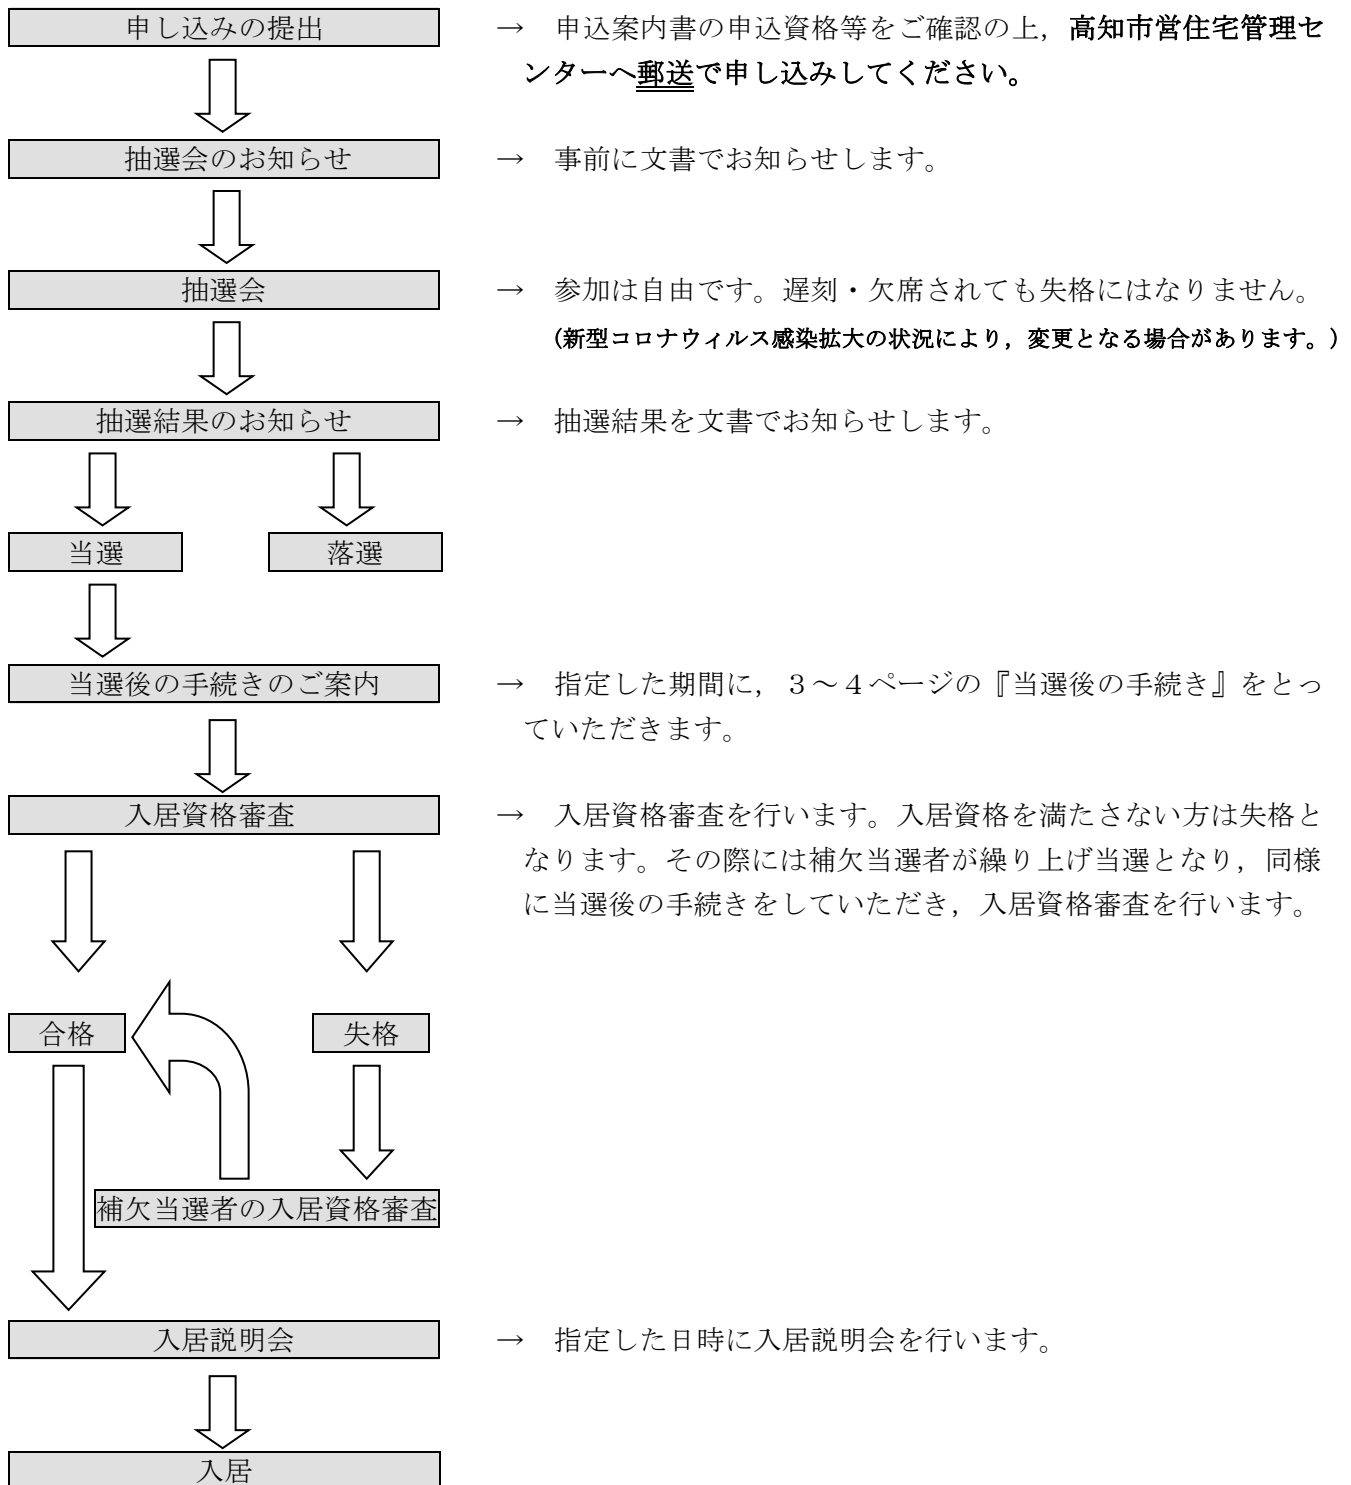 申し込みの提出
→　申込案内書の申込資格等をご確認の上，高知市営住宅管理セ
ンターへ郵送で申し込みしてください。
抽選会のお知らせ
→　事前に文書でお知らせします。
抽選会
→　参加は自由です。遅刻・欠席されても失格にはなりません。
（新型コロナウィルス感染拡大の状況により，変更となる場合があります。）
抽選結果のお知らせ
→　抽選結果を文書でお知らせします。
当選
落選
当選後の手続きのご案内
→　指定した期間に，３～４ページの『当選後の手続き』をとっ
ていただきます。
入居資格審査
→　入居資格審査を行います。入居資格を満たさない方は失格と
なります。その際には補欠当選者が繰り上げ当選となり，同様
に当選後の手続きをしていただき，入居資格審査を行います。
合格
失格
補欠当選者の入居資格審査
入居説明会
→　指定した日時に入居説明会を行います。
入居